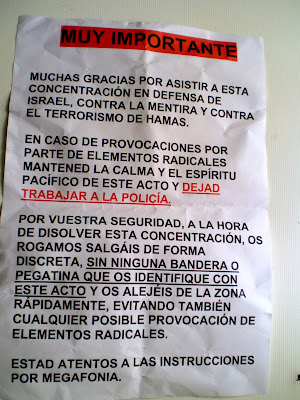 MUY IMPORTANTE
MUCHAS GRACIAS POR ASISTIR A ESTA
CONCENTRACIÓN EN DEFENSA DE
ISRAEL, CONTRA LA MENTIRA Y CONTRA
EL TERRORISMO DE HAMAS.
EN CASO DE PROVOCACIONES POR
PARTE DE ELEMENTOS RADICALES
MANTENED LA CALMA Y EL ESPÍRITU
PACÍFICO DE ESTE ACTO Y DEJAD
TRABAJAR A LA POLICÍA.
POR VUESTRA SEGURIDAD, A LA HORA
DE DISOLVER ESTA CONCENTRACIÓN, OS
ROGAMOS SALGÁIS DE FORMA
DISCRETA, SIN NINGUNA BANDERA O
PEGATINA QUE OS IDENTIFIQUE CON
ESTE ACTO Y OS ALEJÉIS DE LA ZONA
RÁPIDAMENTE, EVITANDO TAMBIÉN
CUALQUIER POSIBLE PROVOCACIÓN DE
ELEMENTOS RADICALES.
ESTAD ATENTOS A LAS INSTRUCCIONES
POR MEGAFONIA.